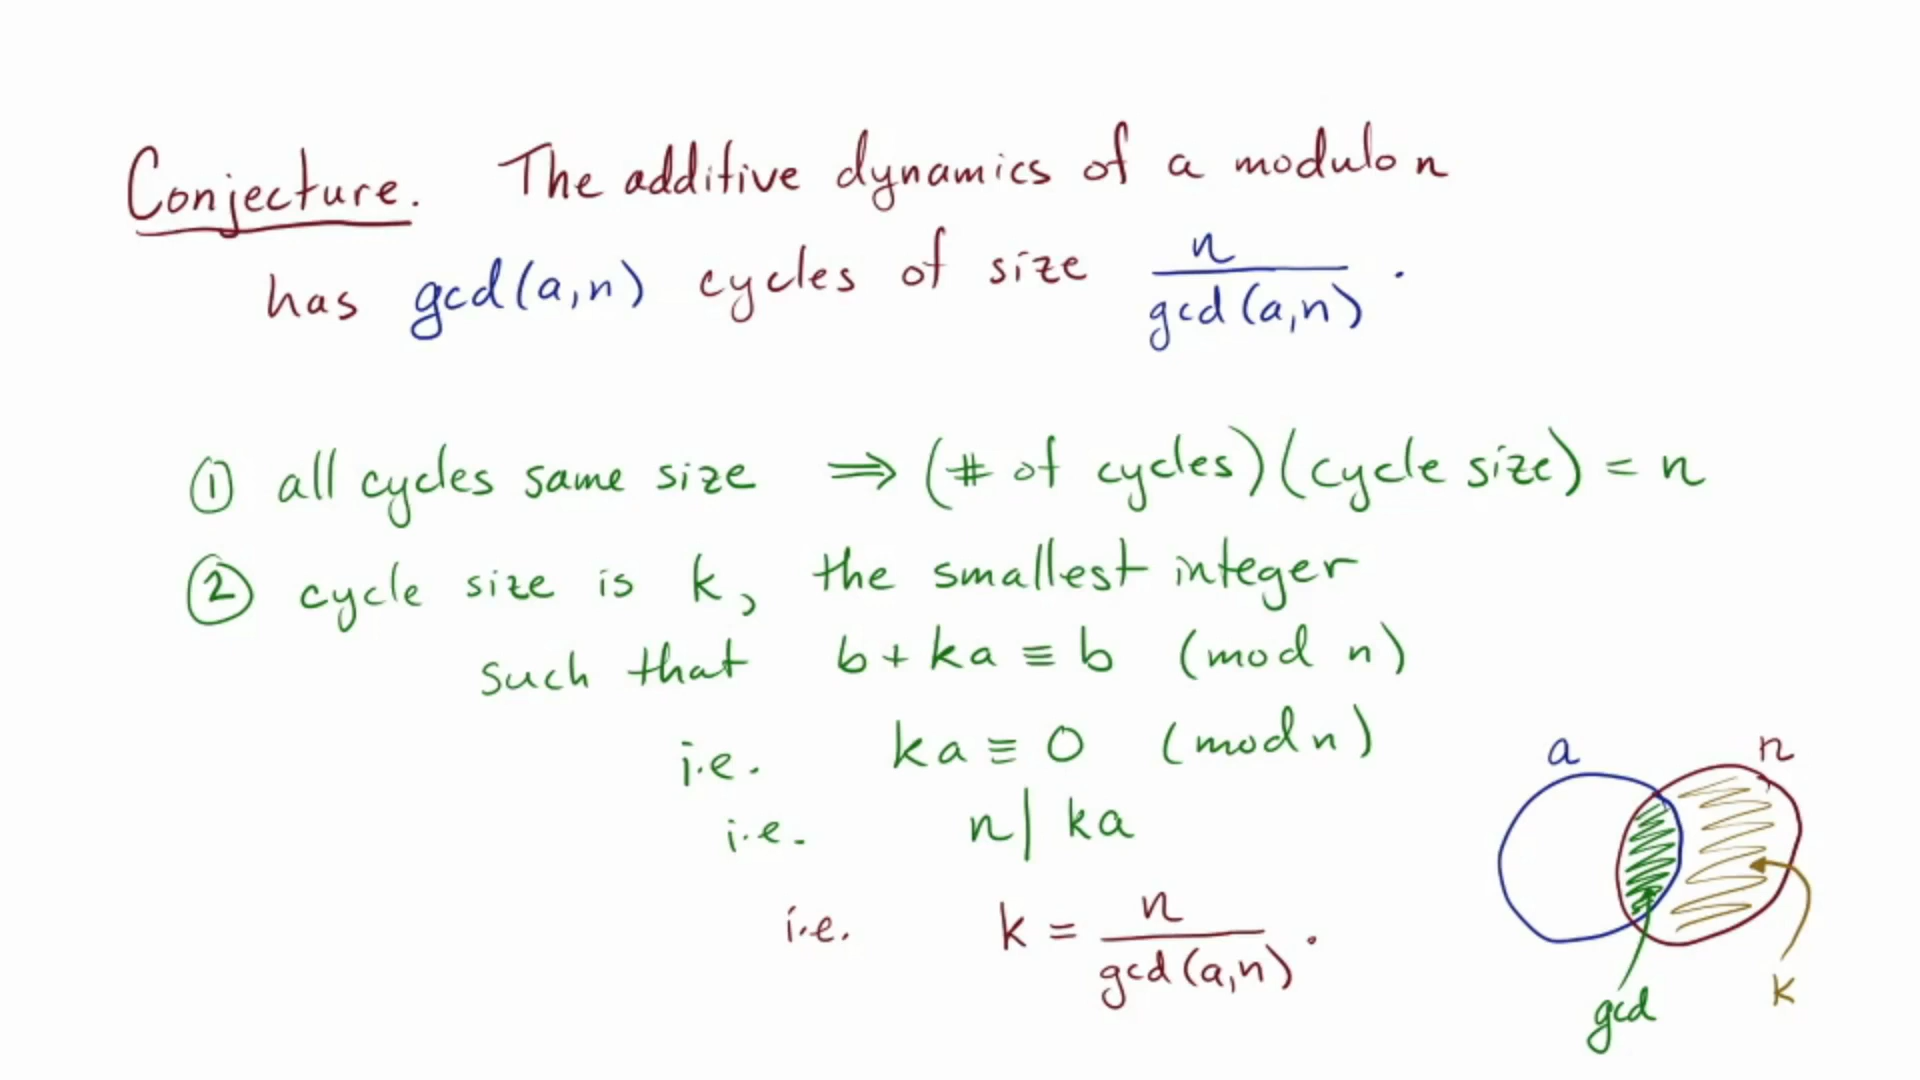 Conjecture. The additive dynamics of a modulo n
has gcd(a,n) cycles of size n/gcd(a,n).
① all cycles same size ⟹ (# of cycles)(cycle size) = n
② cycle size is k, the smallest integer
such that b + ka ≡ b (mod n)
i.e. ka ≡ 0 (mod n)
i.e. n | ka
i.e. k = n/gcd(a,n).
a n
gcd k